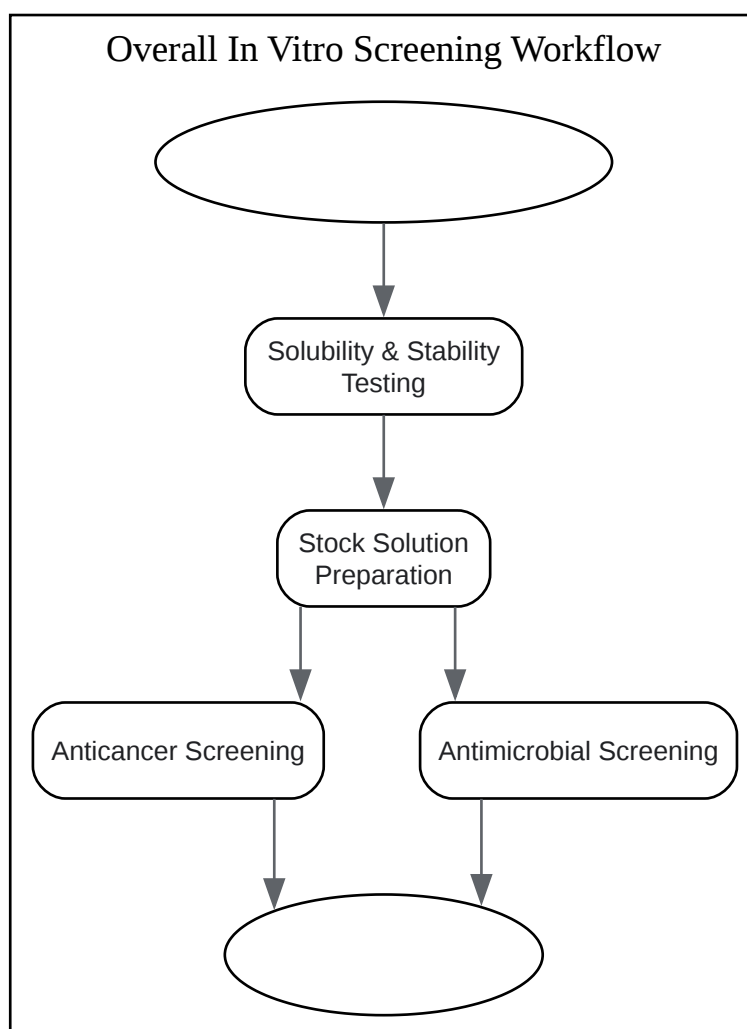 Overall In Vitro Screening Workflow
Solubility & Stability
Testing
Stock Solution
Preparation
Anticancer Screening
Antimicrobial Screening